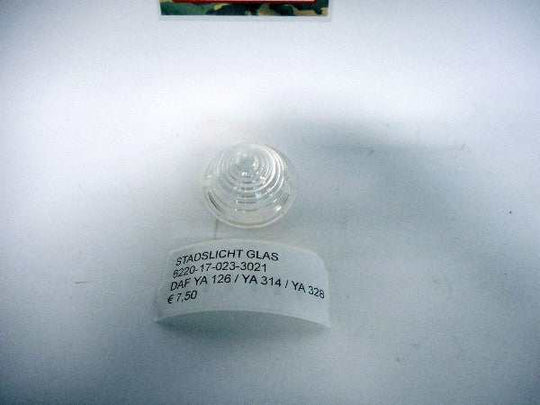 STADSLICHT GLAS
6220-17-023-3021
DAF YA 126 / YA 314 / YA 328
€ 7,50